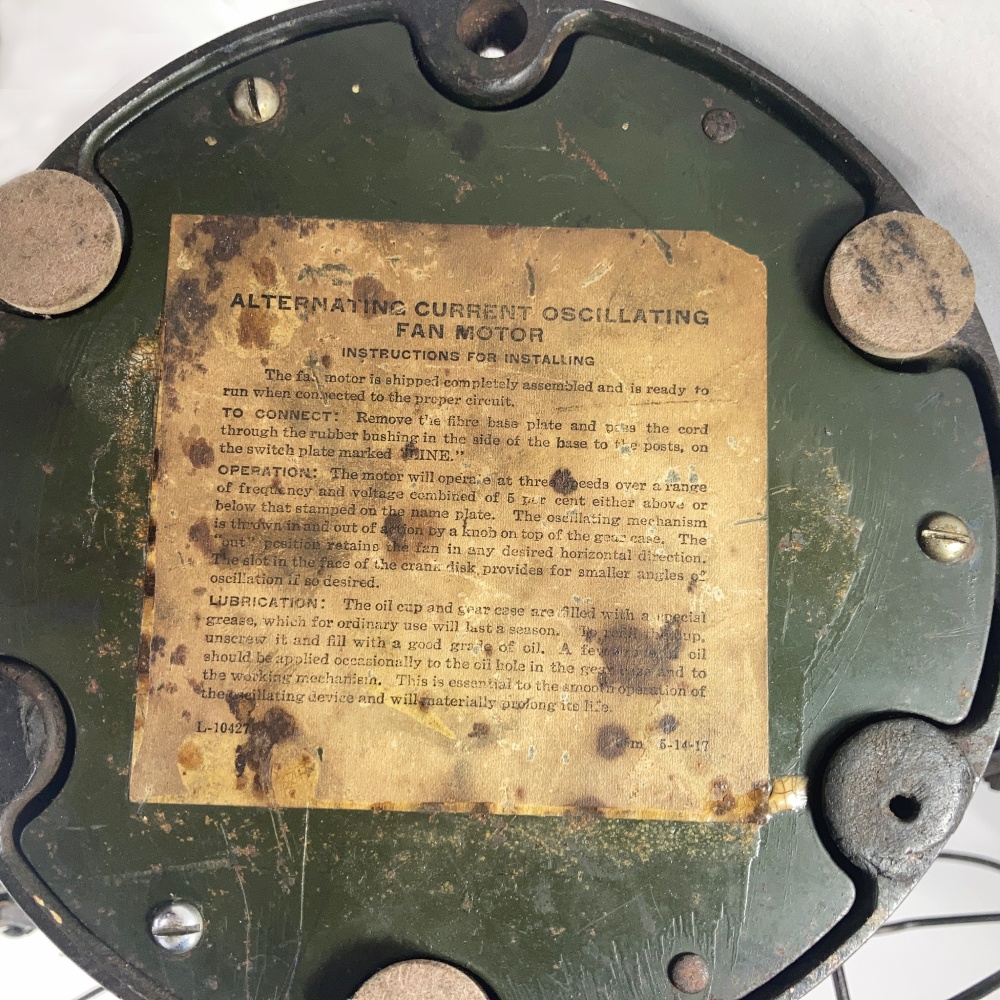 ALTERNATING CURRENT OSCILLATING
FAN MOTOR
INSTRUCTIONS FOR INSTALLING
The fan motor is shipped completely assembled and is ready to
run when connected to the proper circuit.
TO CONNECT: Remove the fibre base plate and pass the cord
through the rubber bushing in the side of the base to the posts, on
the switch plate marked "LINE."
OPERATION: The motor will operate at three speeds over a range
of frequency and voltage combined of 5 per cent either above or
below that stamped on the name plate. The oscillating mechanism
is thrown in and out of action by a knob on top of the gear case. The
"out" position retains the fan in any desired horizontal direction.
The slot in the face of the crank disk provides for smaller angles of
oscillation if so desired.
LUBRICATION: The oil cup and gear case are filled with a special
grease, which for ordinary use will last a season. To cup,
unscrew it and fill with a good grade of oil. A few oil
should be applied occasionally to the oil hole in the gear case and to
the working mechanism. This is essential to the smooth operation of
the oscillating device and will materially prolong its life.
L-10427
5-14-17